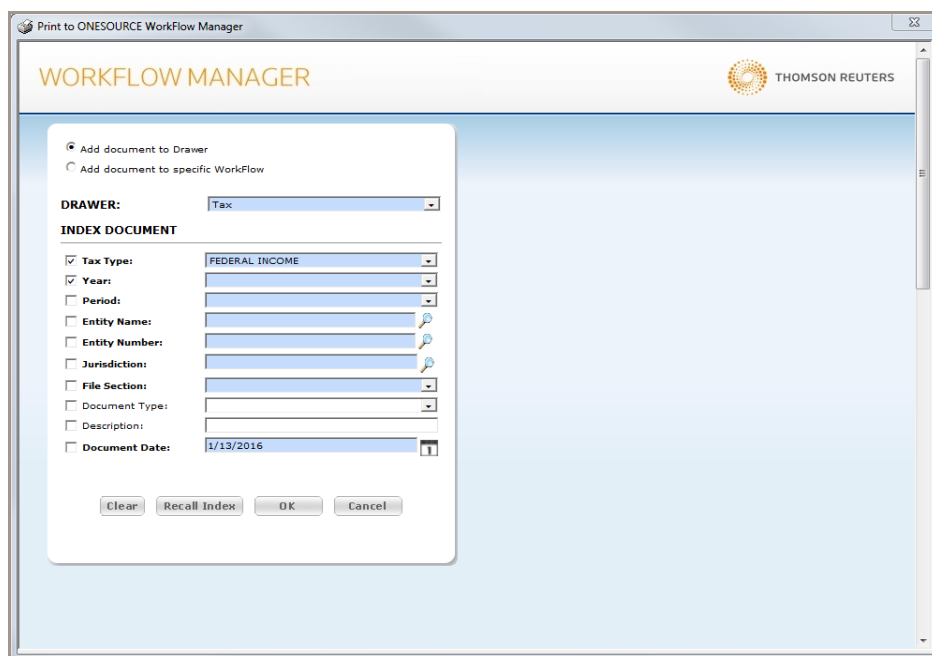 Print to ONESOURCE WorkFlow Manager
WORKFLOW MANAGER
THOMSON REUTERS
Add document to Drawer
Add document to specific WorkFlow
DRAWER: Tax
INDEX DOCUMENT
Tax Type: FEDERAL INCOME
Year:
Period:
Entity Name:
Entity Number:
Jurisdiction:
File Section:
Document Type:
Description:
Document Date: 1/13/2016
1
Clear Recall Index OK Cancel